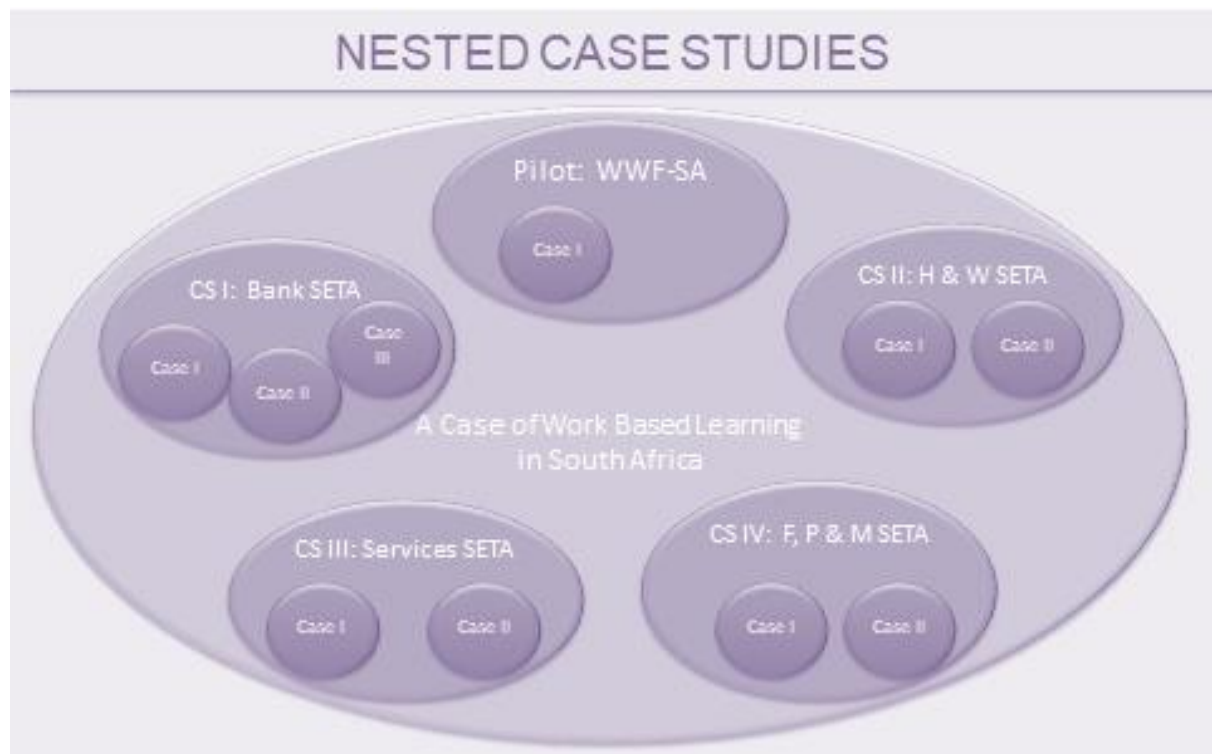 NESTED CASE STUDIES
Pilot: WWF-SA
Case I
CS I: Bank SETA
Case I
Case II
Case
III
CS II: H & W SETA
Case I
Case II
A Case of Work Based Learning
in South Africa
CS III: Services SETA
Case I
Case II
CS IV: F, P & M SETA
Case I
Case II